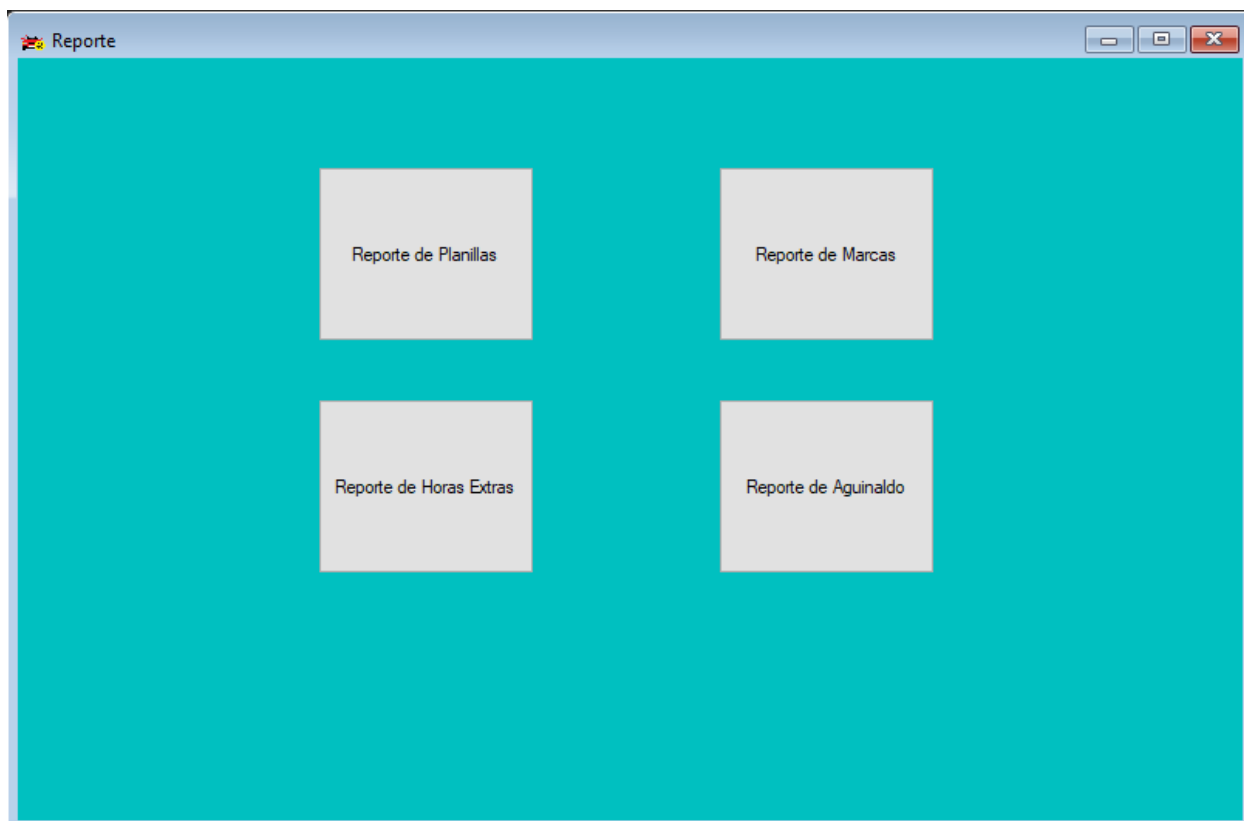 Reporte
Reporte de Planillas
Reporte de Marcas
Reporte de Horas Extras
Reporte de Aguinaldo